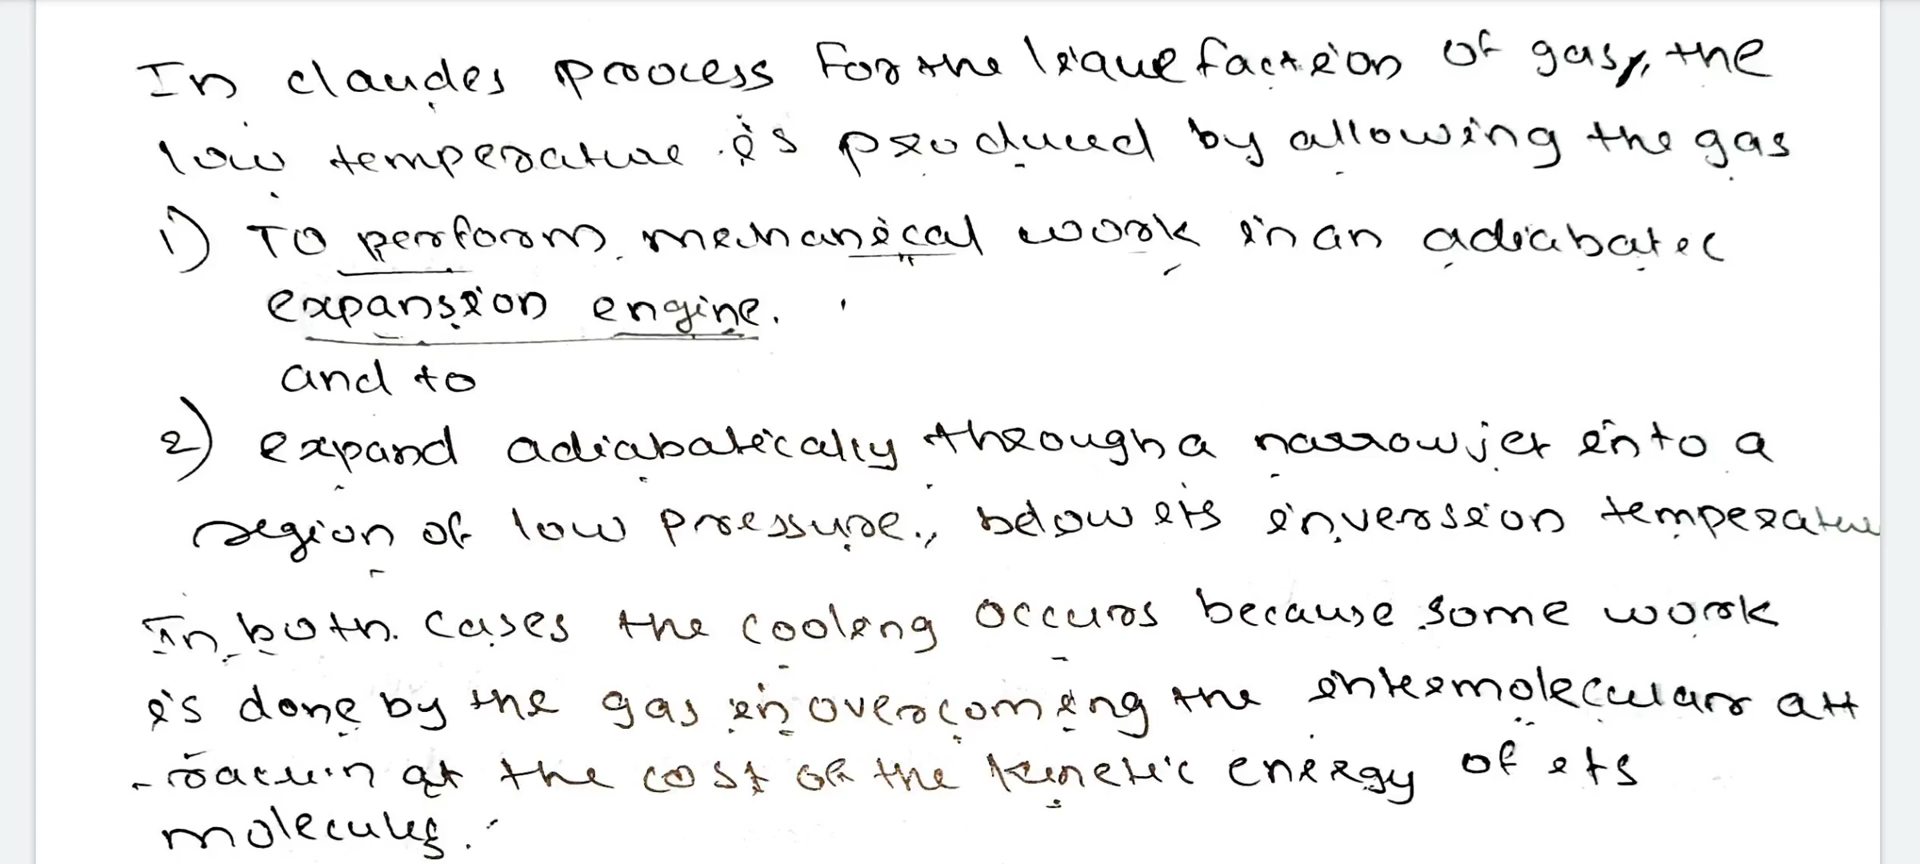 In claudes process For the liquefaction of gas, the
low temperature is produced by allowing the gas
1) To perform mechanical work in an adiabatic
expansion engine.
and to
2) expand adiabatically through a narrow jet into a
region of low pressure., below its inversion temperature
In both cases the cooling occurs because some work
is done by the gas in overcoming the intermolecular att
-raction at the cost of the kinetic energy of its
molecules.